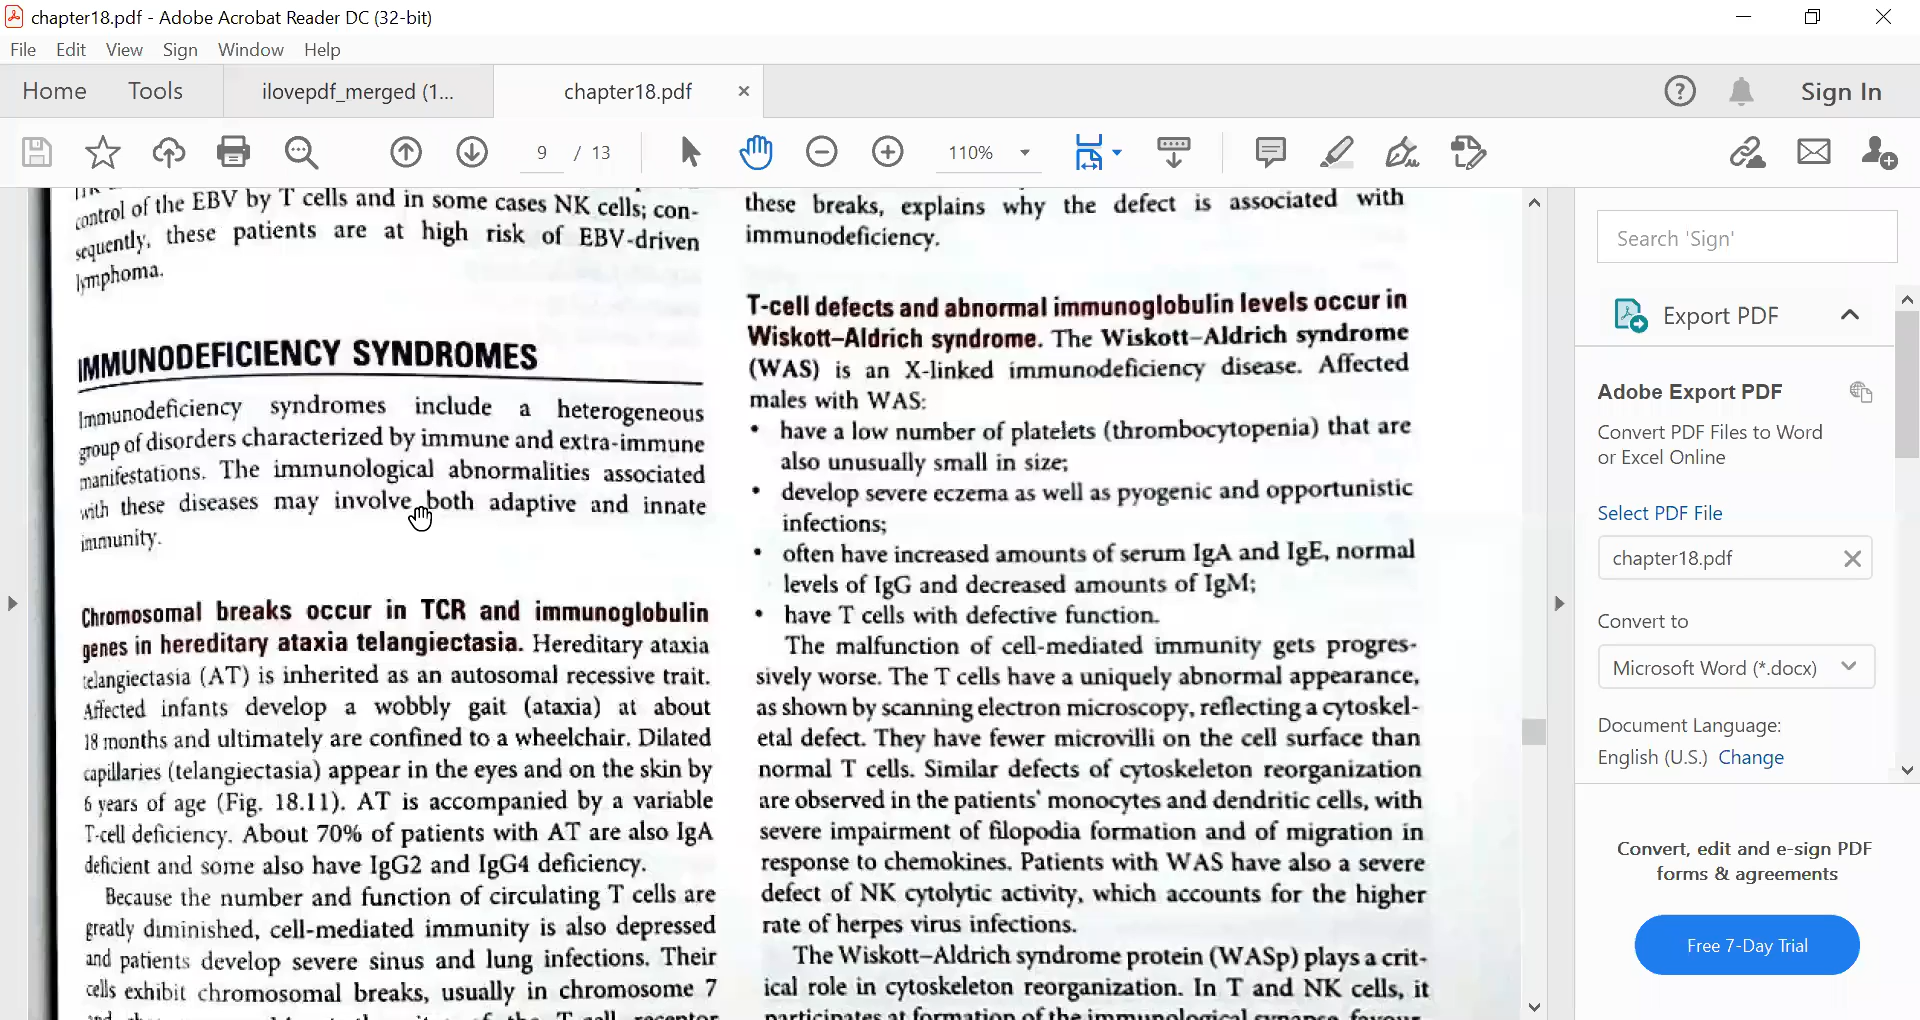 chapter18.pdf - Adobe Acrobat Reader DC (32-bit)
File Edit View Sign Window Help
Home Tools ilovepdf_merged (1... chapter18.pdf Sign In
9 / 13 110%
control of the EBV by T cells and in some cases NK cells; con-
sequently, these patients are at high risk of EBV-driven
lymphoma.
IMMUNODEFICIENCY SYNDROMES
Immunodeficiency syndromes include a heterogeneous
group of disorders characterized by immune and extra-immune
manifestations. The immunological abnormalities associated
with these diseases may involve both adaptive and innate
immunity.
Chromosomal breaks occur in TCR and immunoglobulin
genes in hereditary ataxia telangiectasia. Hereditary ataxia
telangiectasia (AT) is inherited as an autosomal recessive trait.
Affected infants develop a wobbly gait (ataxia) at about
18 months and ultimately are confined to a wheelchair. Dilated
capillaries (telangiectasia) appear in the eyes and on the skin by
6 years of age (Fig. 18.11). AT is accompanied by a variable
T-cell deficiency. About 70% of patients with AT are also IgA
deficient and some also have IgG2 and IgG4 deficiency.
Because the number and function of circulating T cells are
greatly diminished, cell-mediated immunity is also depressed
and patients develop severe sinus and lung infections. Their
cells exhibit chromosomal breaks, usually in chromosome 7
these breaks, explains why the defect is associated with
immunodeficiency.
T-cell defects and abnormal immunoglobulin levels occur in
Wiskott–Aldrich syndrome. The Wiskott–Aldrich syndrome
(WAS) is an X-linked immunodeficiency disease. Affected
males with WAS:
• have a low number of platelets (thrombocytopenia) that are
also unusually small in size;
• develop severe eczema as well as pyogenic and opportunistic
infections;
• often have increased amounts of serum IgA and IgE, normal
levels of IgG and decreased amounts of IgM;
• have T cells with defective function.
The malfunction of cell-mediated immunity gets progres-
sively worse. The T cells have a uniquely abnormal appearance,
as shown by scanning electron microscopy, reflecting a cytoskel-
etal defect. They have fewer microvilli on the cell surface than
normal T cells. Similar defects of cytoskeleton reorganization
are observed in the patients' monocytes and dendritic cells, with
severe impairment of filopodia formation and of migration in
response to chemokines. Patients with WAS have also a severe
defect of NK cytolytic activity, which accounts for the higher
rate of herpes virus infections.
The Wiskott–Aldrich syndrome protein (WASp) plays a crit-
ical role in cytoskeleton reorganization. In T and NK cells, it
participates at formation of the immunological synapse, favour-
Search 'Sign'
Export PDF
Adobe Export PDF
Convert PDF Files to Word
or Excel Online
Select PDF File
chapter18.pdf
Convert to
Microsoft Word (*.docx)
Document Language:
English (U.S.) Change
Convert, edit and e-sign PDF
forms & agreements
Free 7-Day Trial